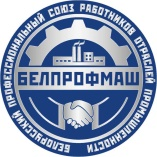 БЕЛОРУССКИЙ ПРОФЕССИОНАЛЬНЫЙ СОЮЗ РАБОТНИКОВ ОТРАСЛЕЙ ПРОМЫШЛЕННОСТИ
БЕЛПРОФМАШ